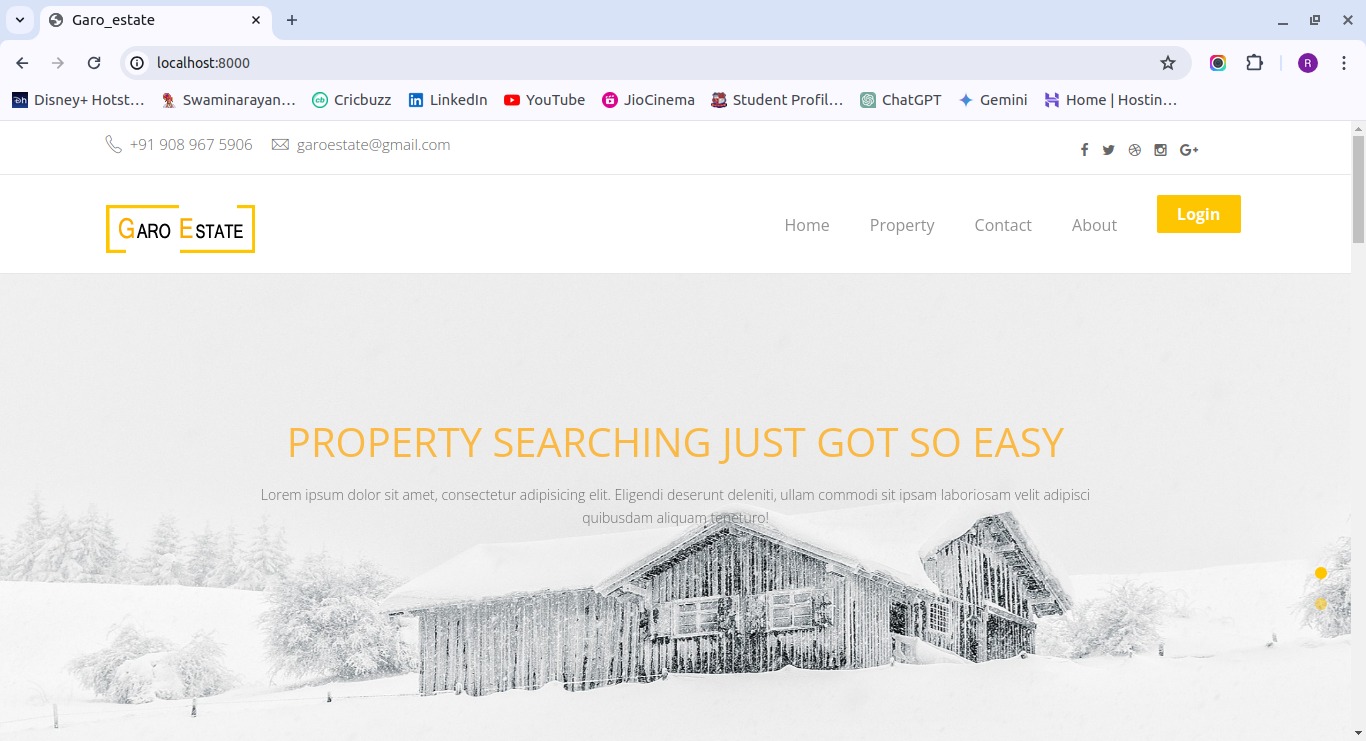 Garo_estate
localhost:8000
R
Disney+ Hotst... Swaminarayan... Cricbuzz LinkedIn YouTube JioCinema Student Profil... ChatGPT Gemini Home | Hostin...
+91 908 967 5906 garoestate@gmail.com
GARO ESTATE
Home Property Contact About Login
PROPERTY SEARCHING JUST GOT SO EASY
Lorem ipsum dolor sit amet, consectetur adipisicing elit. Eligendi deserunt deleniti, ullam commodi sit ipsam laboriosam velit adipisci
quibusdam aliquam teneturo!